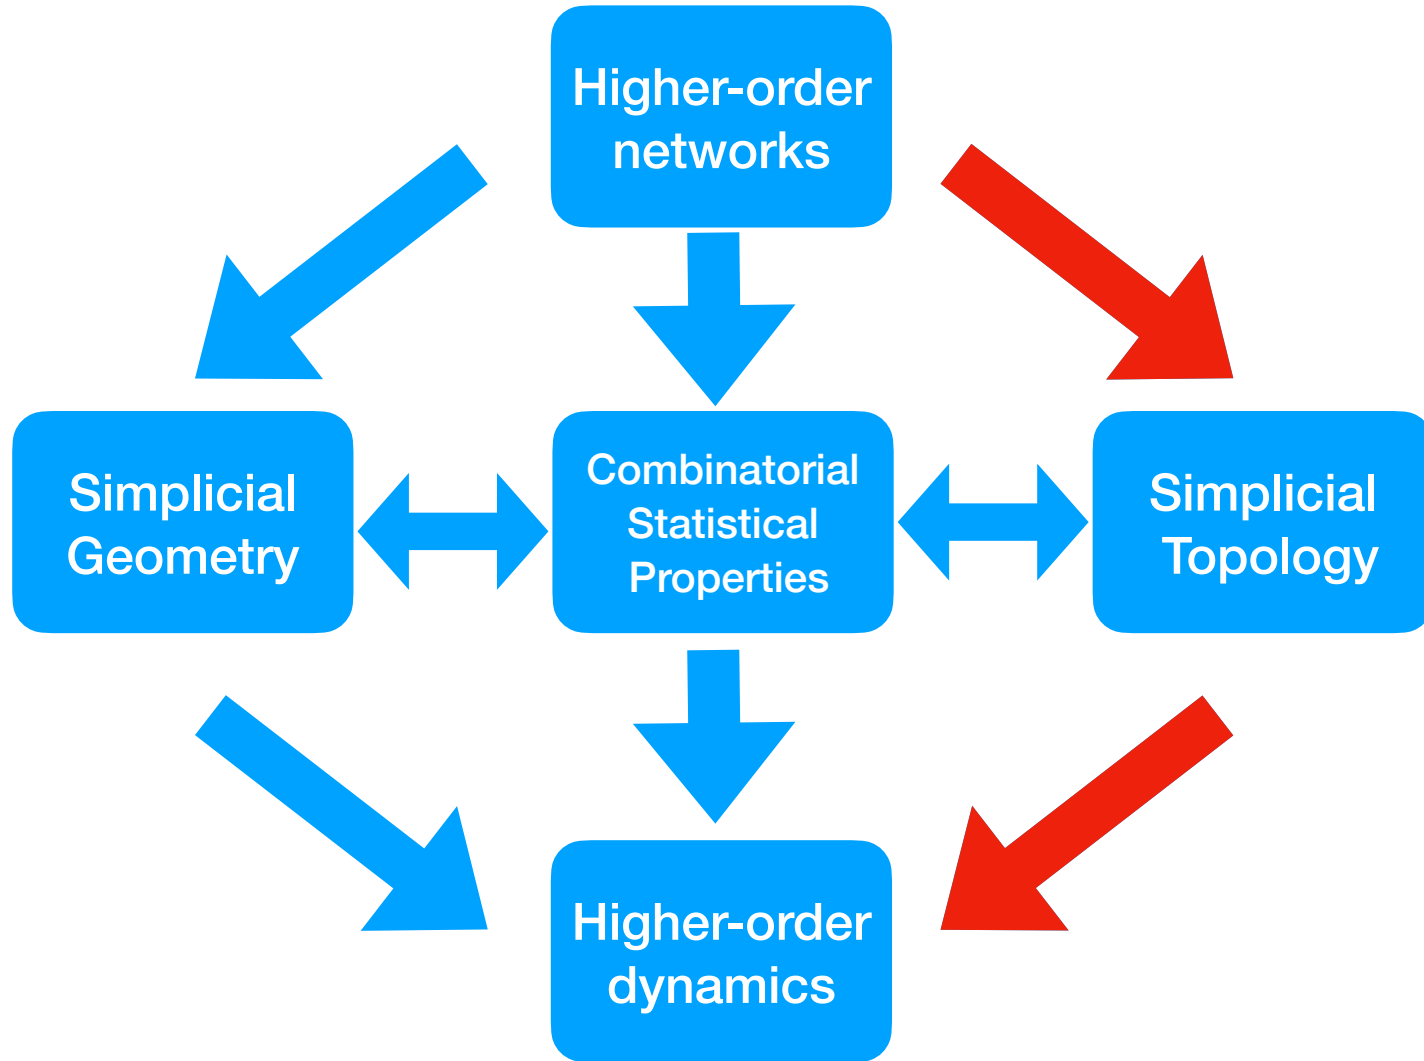 Higher-order
networks
Simplicial
Geometry
Combinatorial
Statistical
Properties
Simplicial
Topology
Higher-order
dynamics